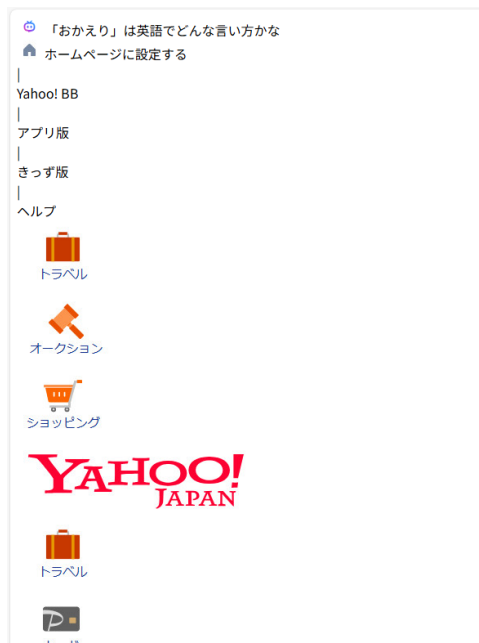 「おかえり」は英語でどんな言い方かな
ホームページに設定する
|
Yahoo! BB
|
アプリ版
|
きっず版
|
ヘルプ
トラベル
オークション
ショッピング
YAHOO!
JAPAN
トラベル
P